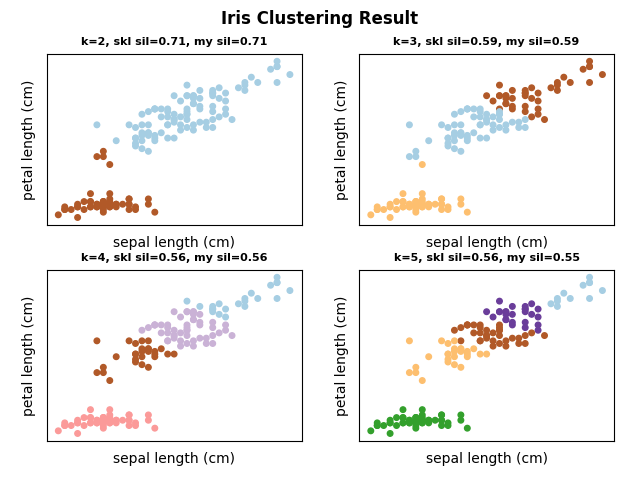 Iris Clustering Result
k=2, skl sil=0.71, my sil=0.71
k=3, skl sil=0.59, my sil=0.59
petal length (cm)
petal length (cm)
sepal length (cm)
sepal length (cm)
k=4, skl sil=0.56, my sil=0.56
k=5, skl sil=0.56, my sil=0.55
petal length (cm)
petal length (cm)
sepal length (cm)
sepal length (cm)